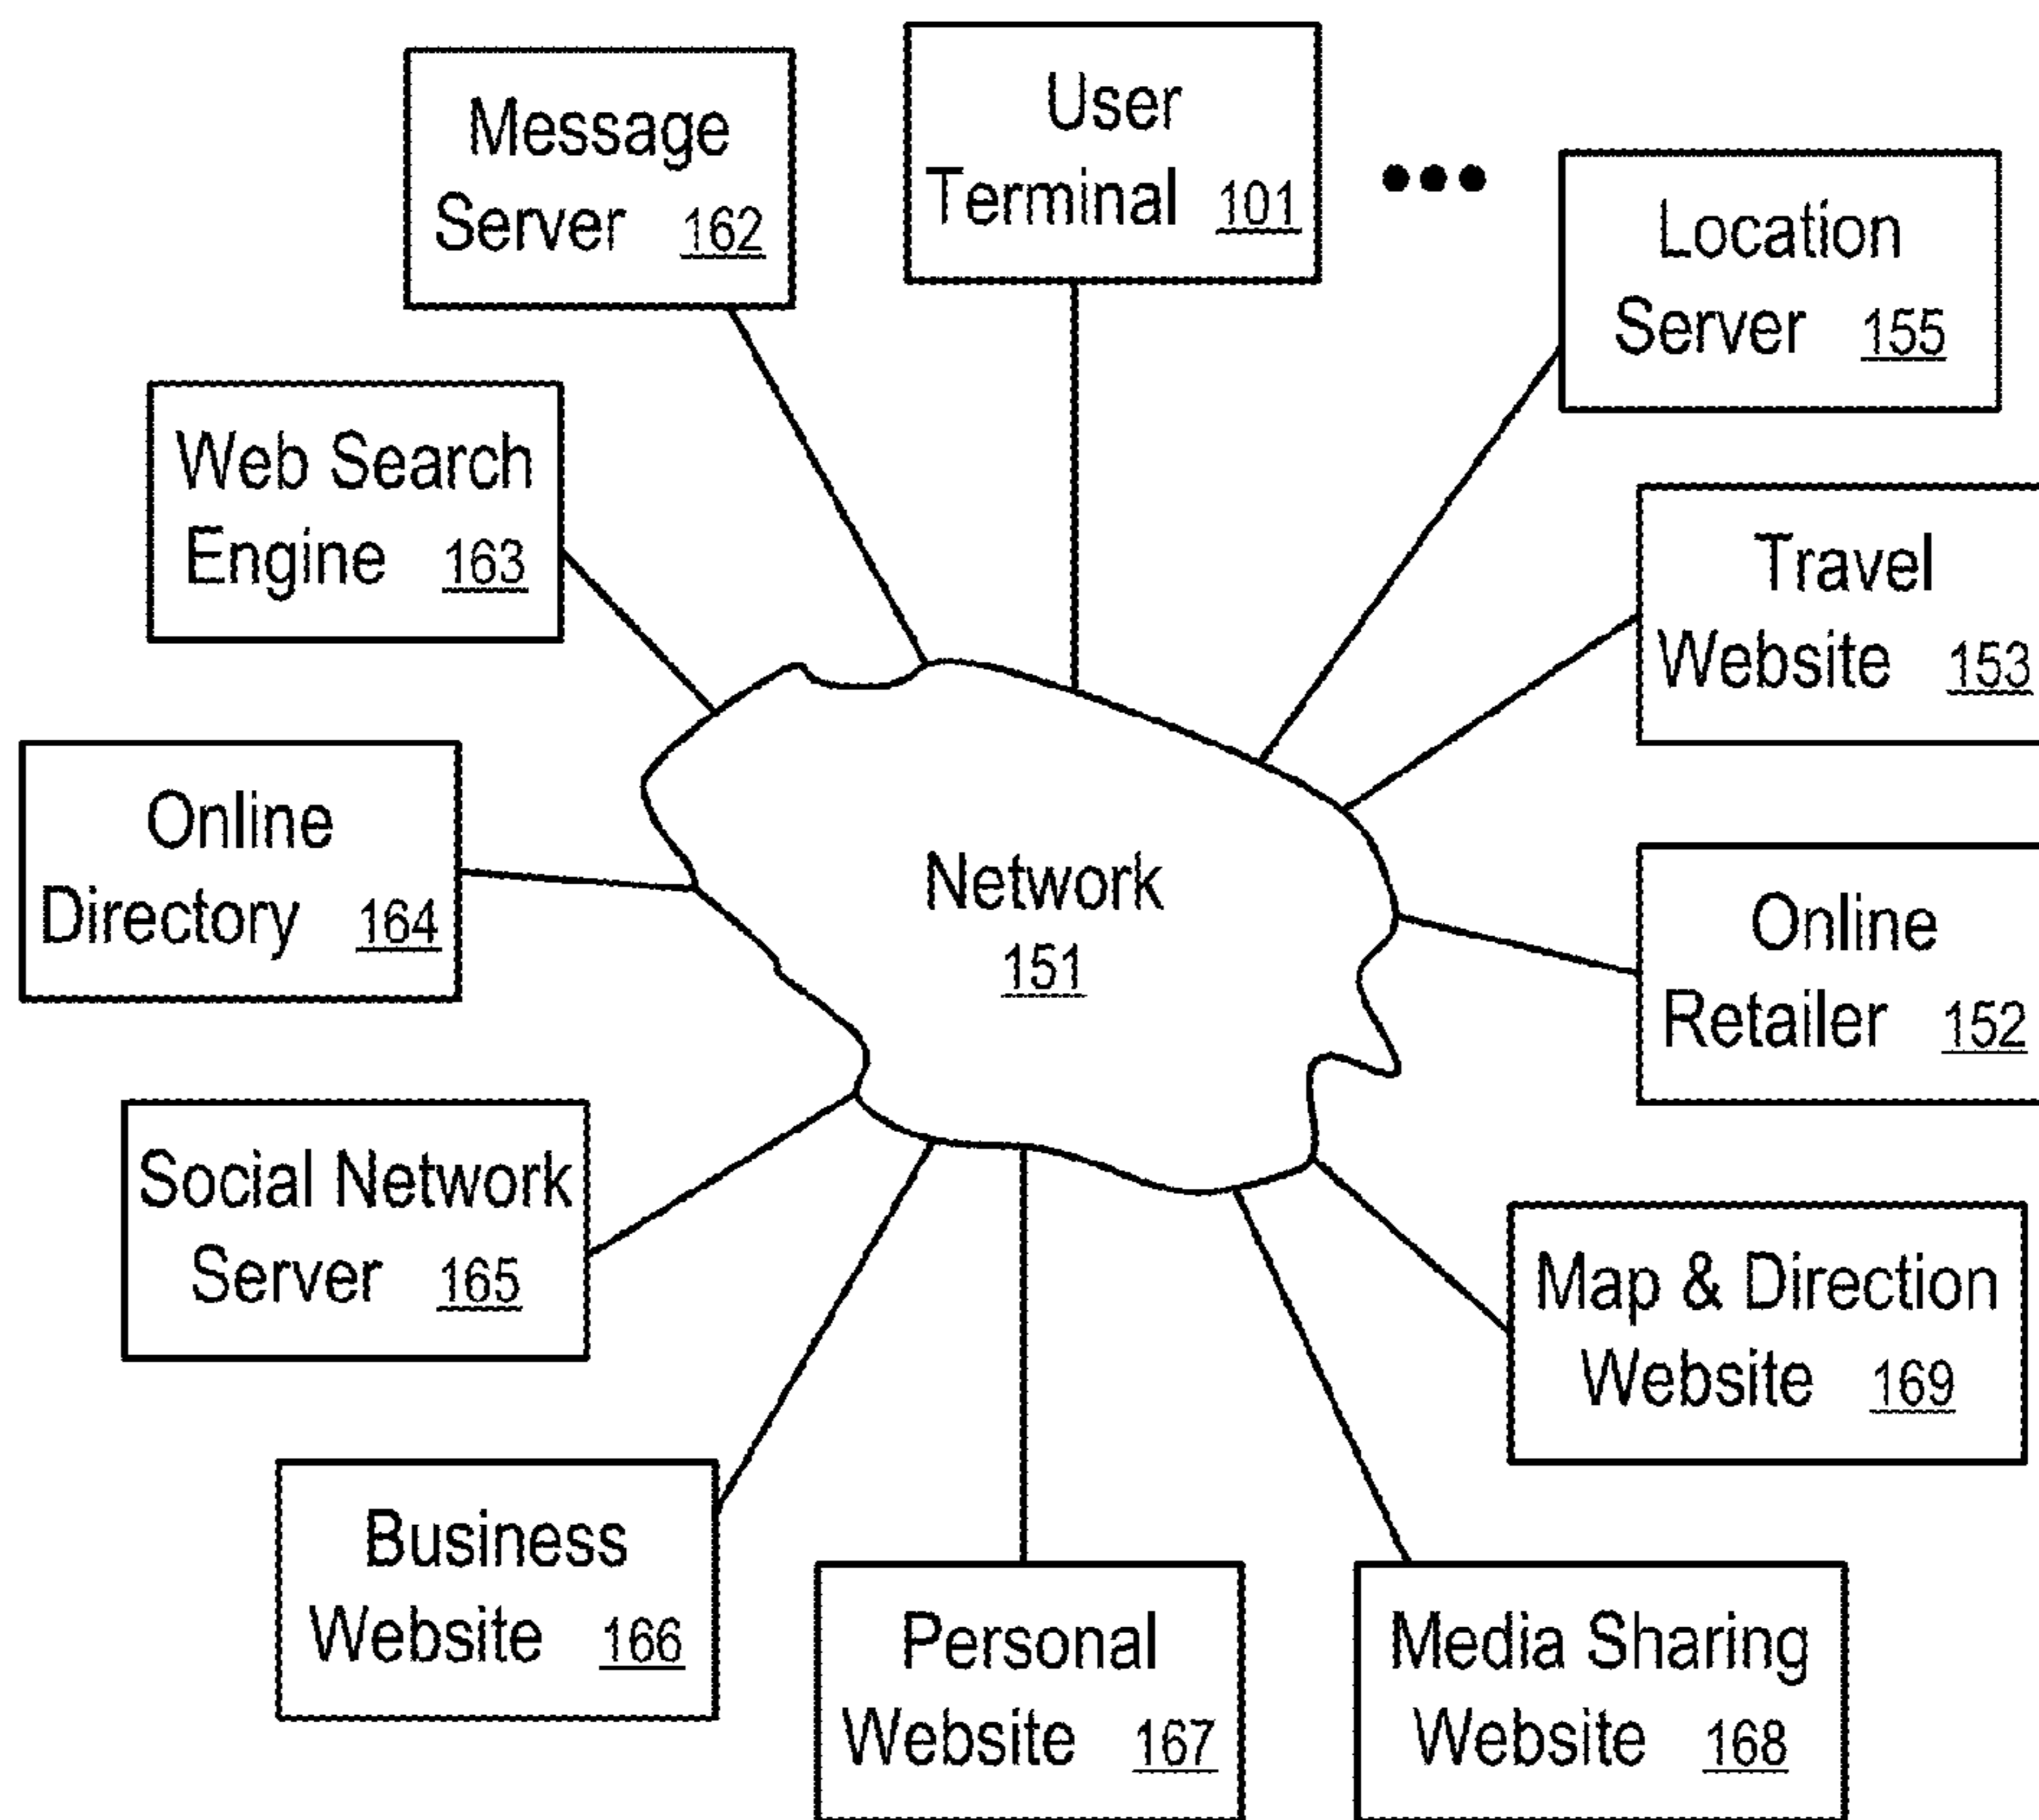 Message
Server 162
User
Terminal 101
•••
Location
Server 155
Web Search
Engine 163
Travel
Website 153
Online
Directory 164
Network
151
Online
Retailer 152
Social Network
Server 165
Map & Direction
Website 169
Business
Website 166
Personal
Website 167
Media Sharing
Website 168